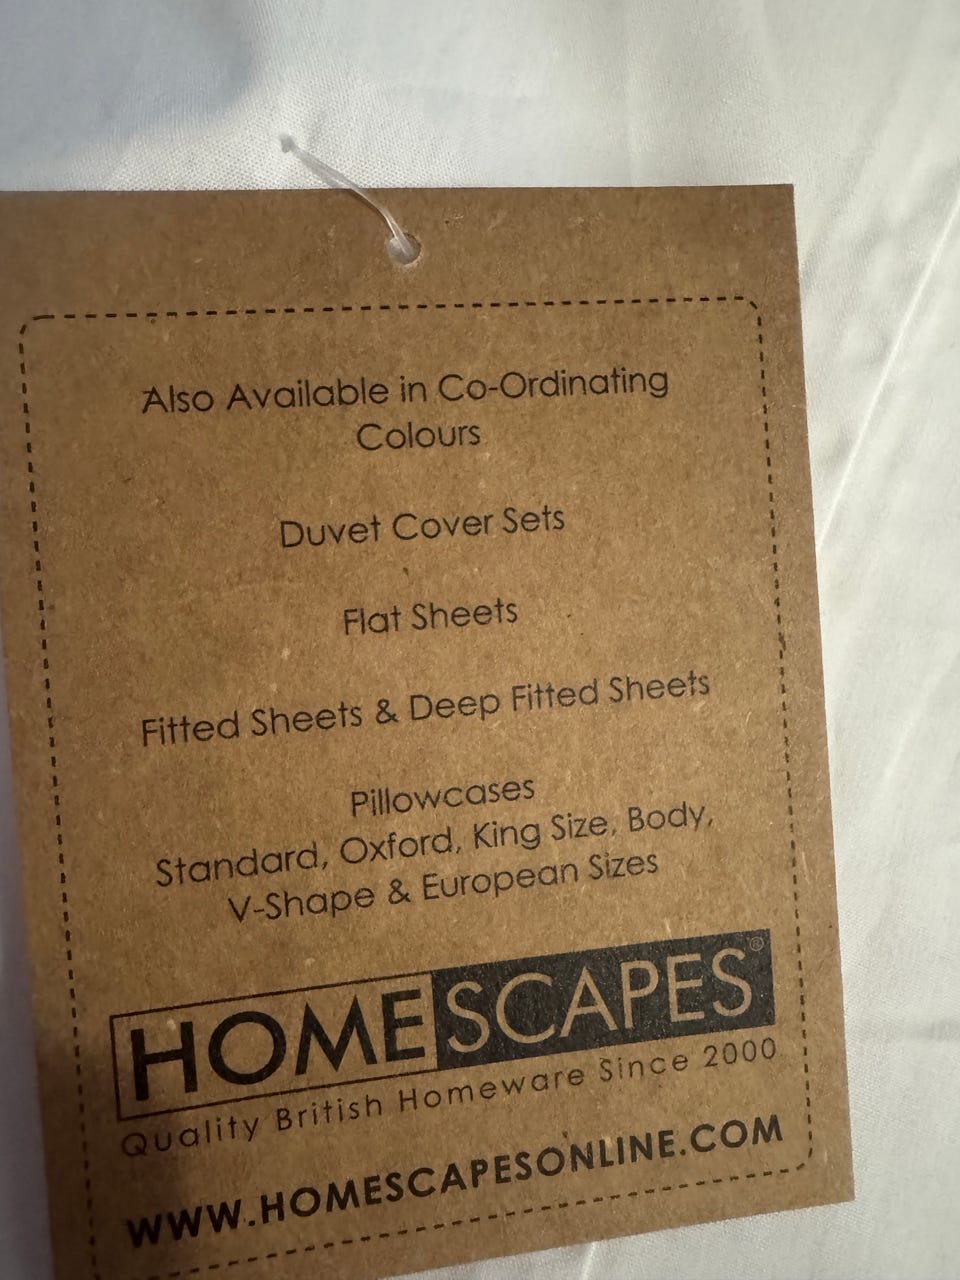 Also Available in Co-Ordinating
Colours
Duvet Cover Sets
Flat Sheets
Fitted Sheets & Deep Fitted Sheets
Pillowcases
Standard, Oxford, King Size, Body,
V-Shape & European Sizes
HOMESCAPES®
Quality British Homeware Since 2000
WWW.HOMESCAPESONLINE.COM